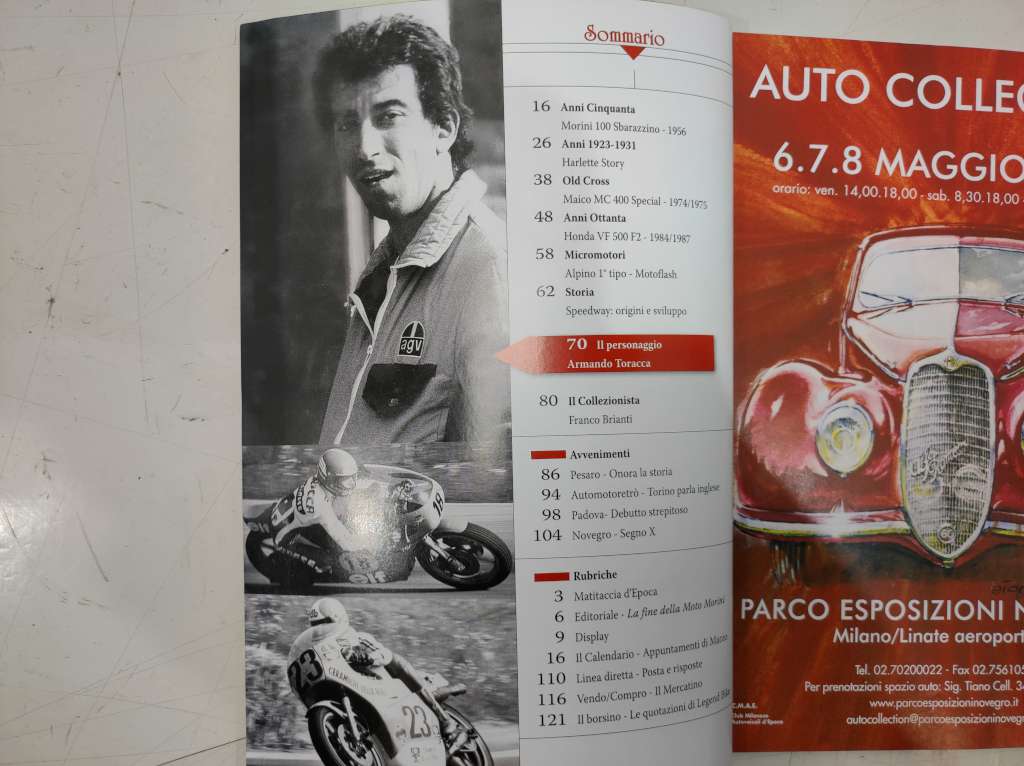 Sommario
16 Anni Cinquanta
Morini 100 Sbarazzino - 1956
26 Anni 1923-1931
Harlette Story
38 Old Cross
Maico MC 400 Special - 1974/1975
48 Anni Ottanta
Honda VF 500 F2 - 1984/1987
58 Micromotori
Alpino 1° tipo - Motoflash
62 Storia
Speedway: origini e sviluppo
70 Il personaggio
Armando Toracca
80 Il Collezionista
Franco Brianti
Avvenimenti
86 Pesaro - Onora la storia
94 Automotoretrò - Torino parla inglese
98 Padova- Debutto strepitoso
104 Novegro - Segno X
Rubriche
3 Matitaccia d'Epoca
6 Editoriale - La fine della Moto Morini
9 Display
16 Il Calendario - Appuntamenti di Marzo
110 Linea diretta - Posta e risposte
116 Vendo/Compro - Il Mercatino
121 Il borsino - Le quotazioni di Legend Bike
agv
18
elf
23
23
AUTO COLLEC
6.7.8 MAGGIO
orario: ven. 14,00.18,00 - sab. 8,30.18,00 -
PARCO ESPOSIZIONI N
Milano/Linate aeroport
Tel. 02.70200022 - Fax 02.756105
Per prenotazioni spazio auto: Sig. Tiano Cell. 3
www.parcoesposizioninovegro.it
autocollection@parcoesposizioninovegro
C.M.A.E.
Club Milanese
Autoveicoli d'Epoca